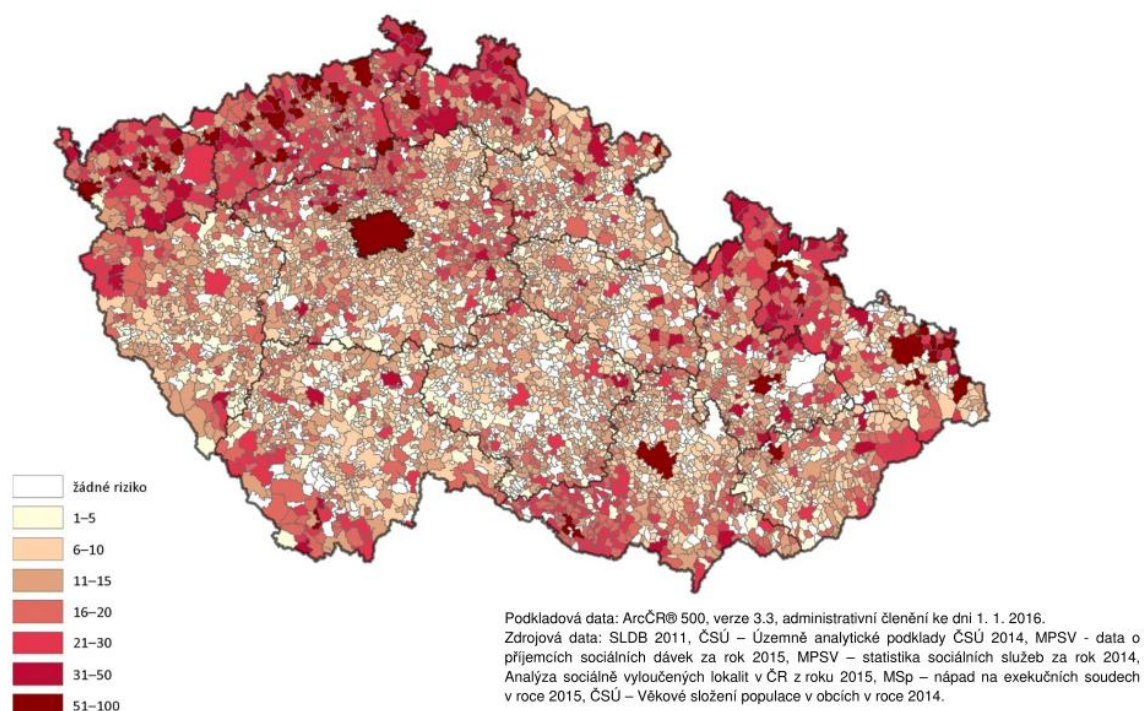 žádné riziko
1–5
6–10
11–15
16–20
21–30
31–50
51–100
Podkladová data: ArcČR® 500, verze 3.3, administrativní členění ke dni 1. 1. 2016.
Zdrojová data: SLDB 2011, ČSÚ – Územně analytické podklady ČSÚ 2014, MPSV - data o
příjemcích sociálních dávek za rok 2015, MPSV – statistika sociálních služeb za rok 2014,
Analýza sociálně vyloučených lokalit v ČR z roku 2015, MSp – nápad na exekučních soudech
v roce 2015, ČSÚ – Věkové složení populace v obcích v roce 2014.